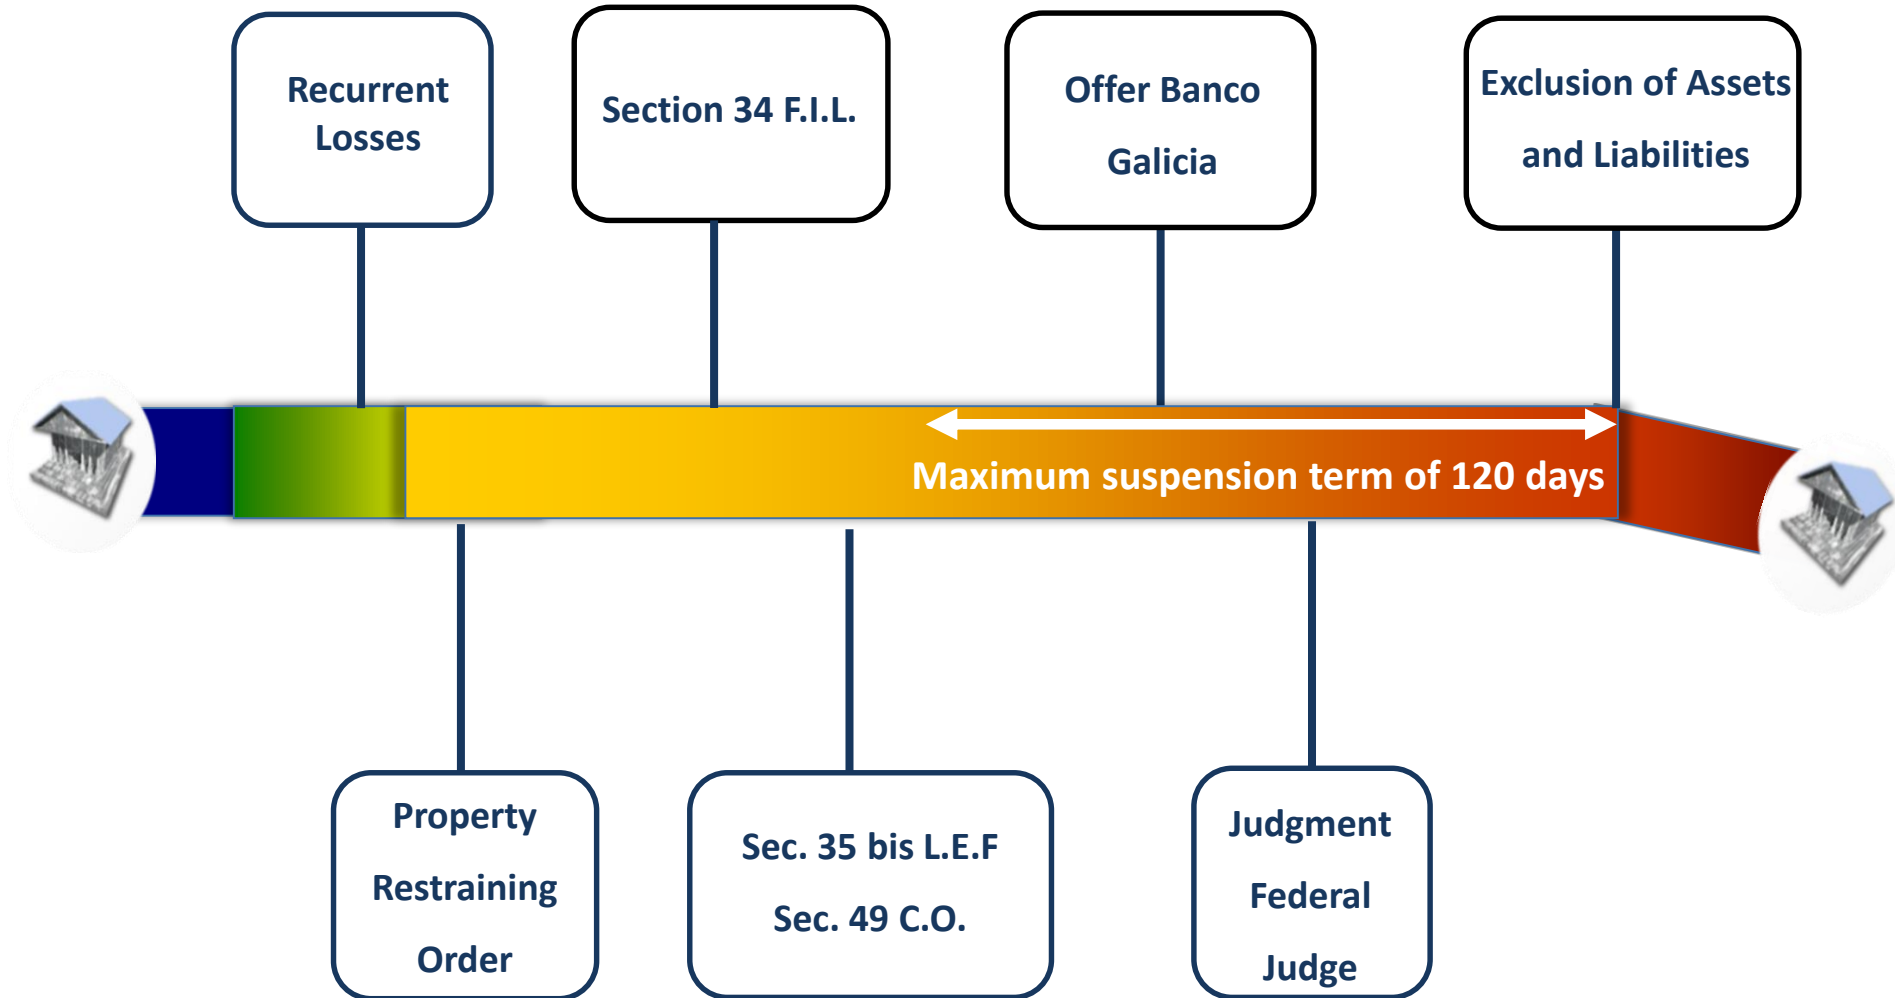 Recurrent
Losses
Section 34 F.I.L.
Offer Banco
Galicia
Exclusion of Assets
and Liabilities
Maximum suspension term of 120 days
Property
Restraining
Order
Sec. 35 bis L.E.F
Sec. 49 C.O.
Judgment
Federal
Judge